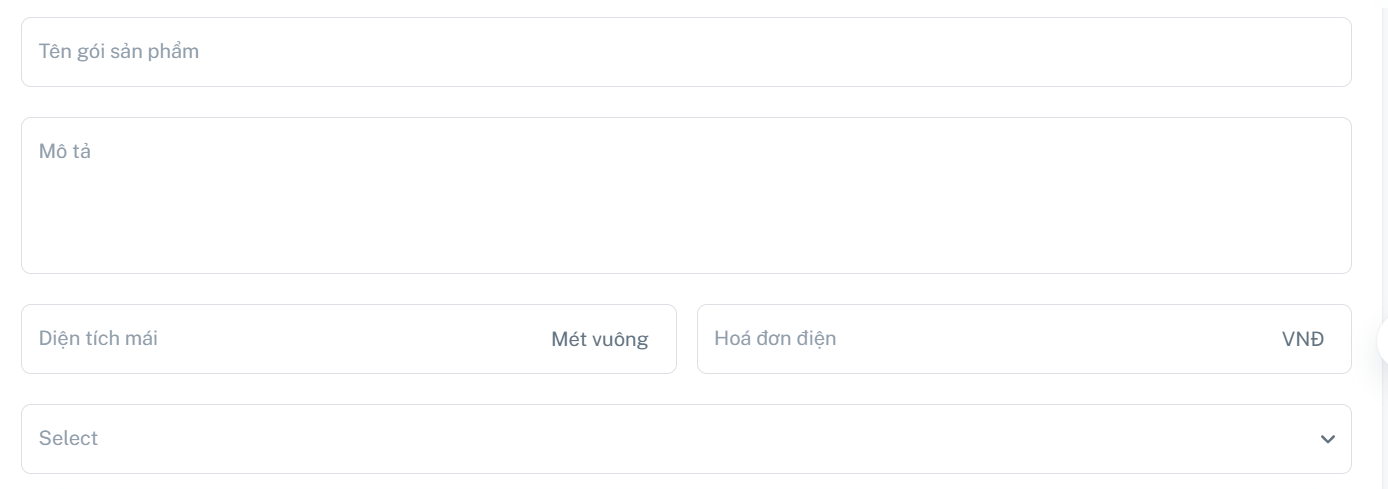 Tên gói sản phẩm
Mô tả
Diện tích mái Mét vuông Hoá đơn điện VNĐ
Select